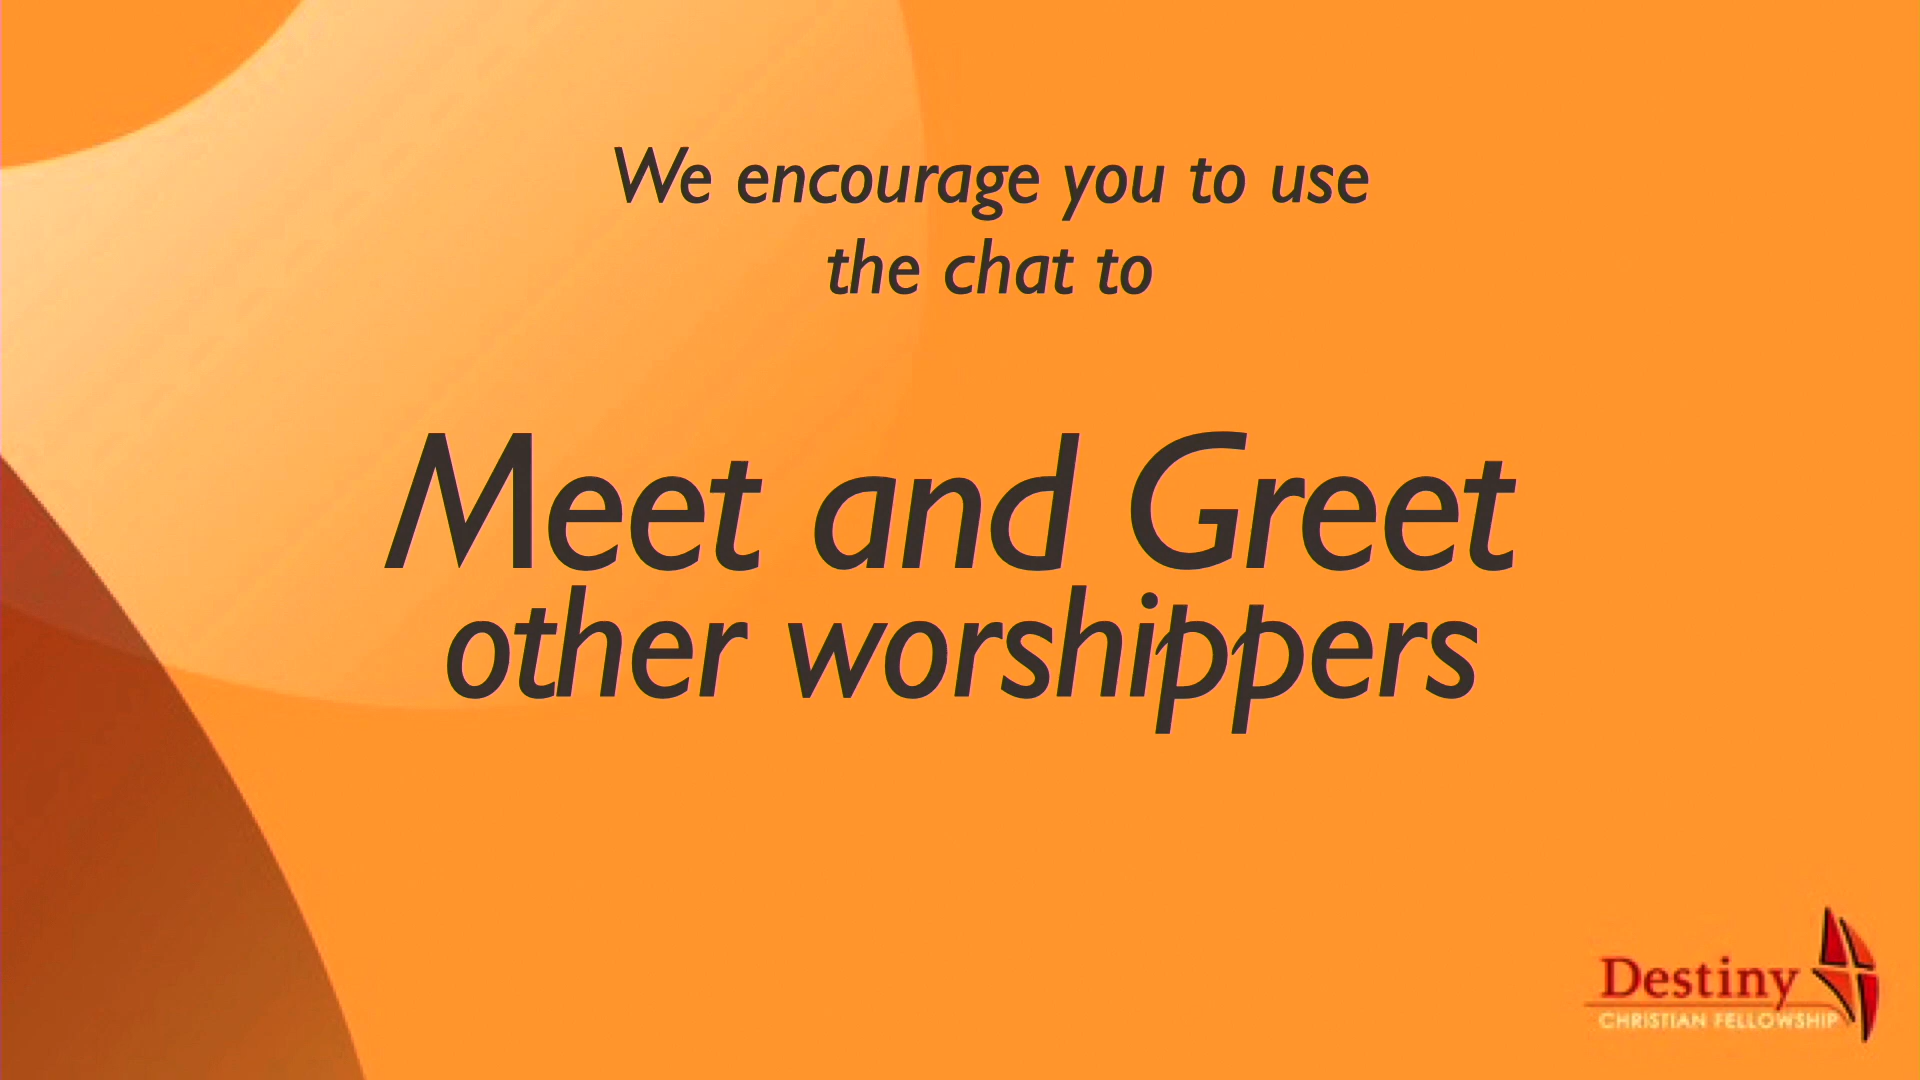 We encourage you to use
the chat to
Meet and Greet
other worshippers
Destiny
CHRISTIAN FELLOWSHIP